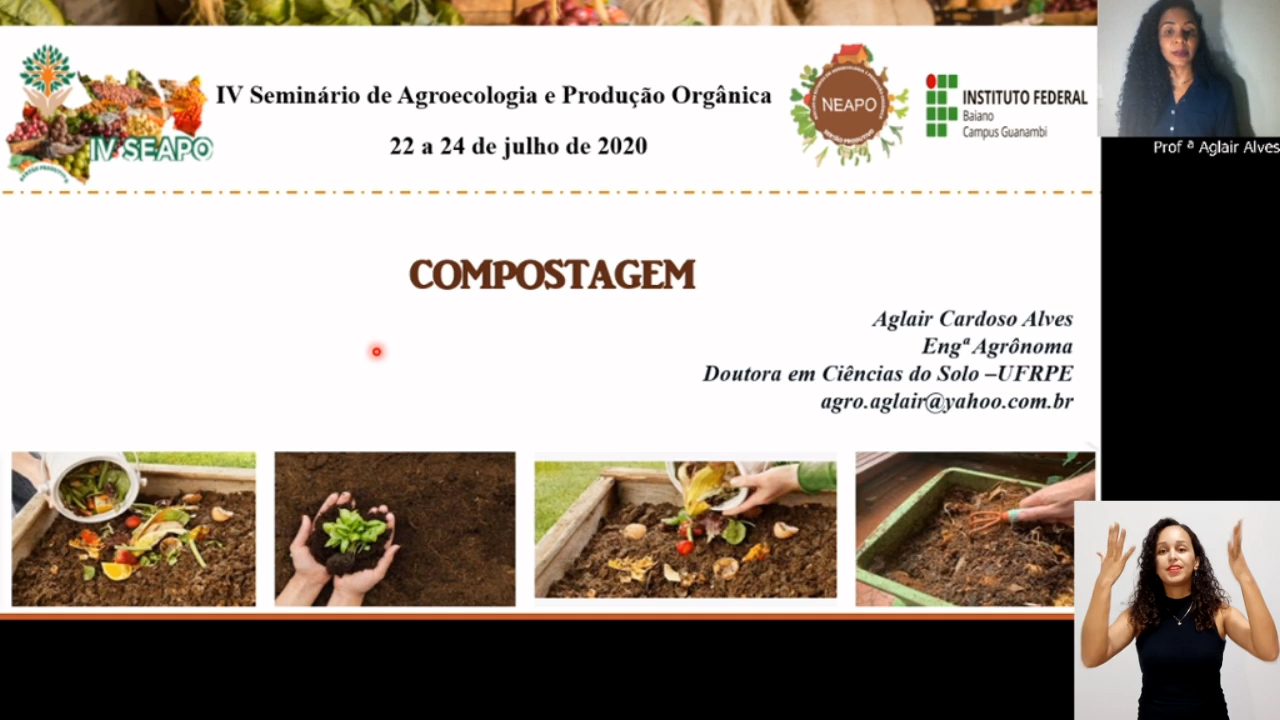 IV Seminário de Agroecologia e Produção Orgânica
22 a 24 de julho de 2020
IV SEAPO
NEAPO
INSTITUTO FEDERAL
Baiano
Campus Guanambi
Prof ª Aglair Alves
COMPOSTAGEM
Aglair Cardoso Alves
Engª Agrônoma
Doutora em Ciências do Solo –UFRPE
agro.aglair@yahoo.com.br